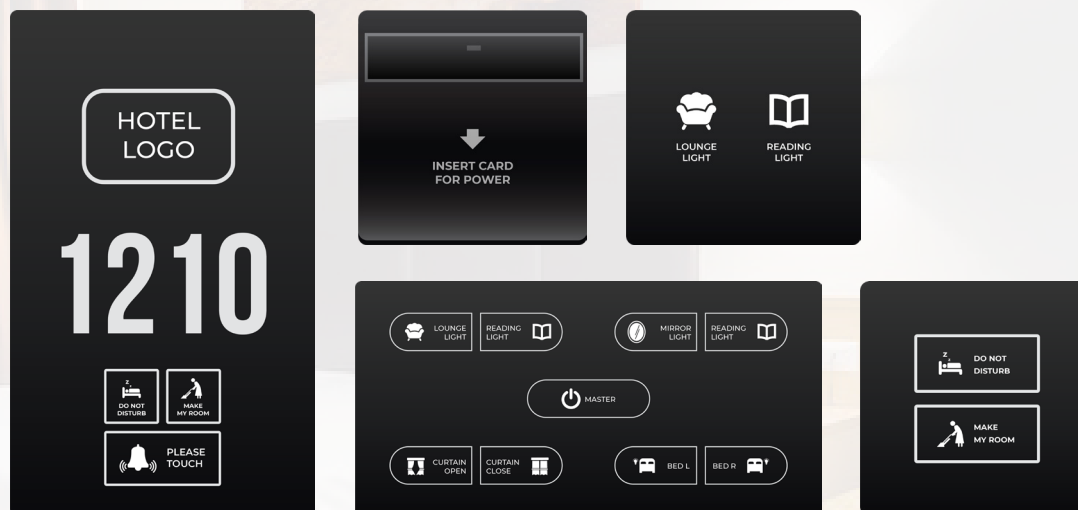 HOTEL
LOGO
1210
DO NOT
DISTURB
MAKE
MY ROOM
PLEASE
TOUCH
INSERT CARD
FOR POWER
LOUNGE
LIGHT
READING
LIGHT
LOUNGE
LIGHT
READING
LIGHT
MIRROR
LIGHT
READING
LIGHT
MASTER
CURTAIN
OPEN
CURTAIN
CLOSE
BED L
BED R
DO NOT
DISTURB
MAKE
MY ROOM